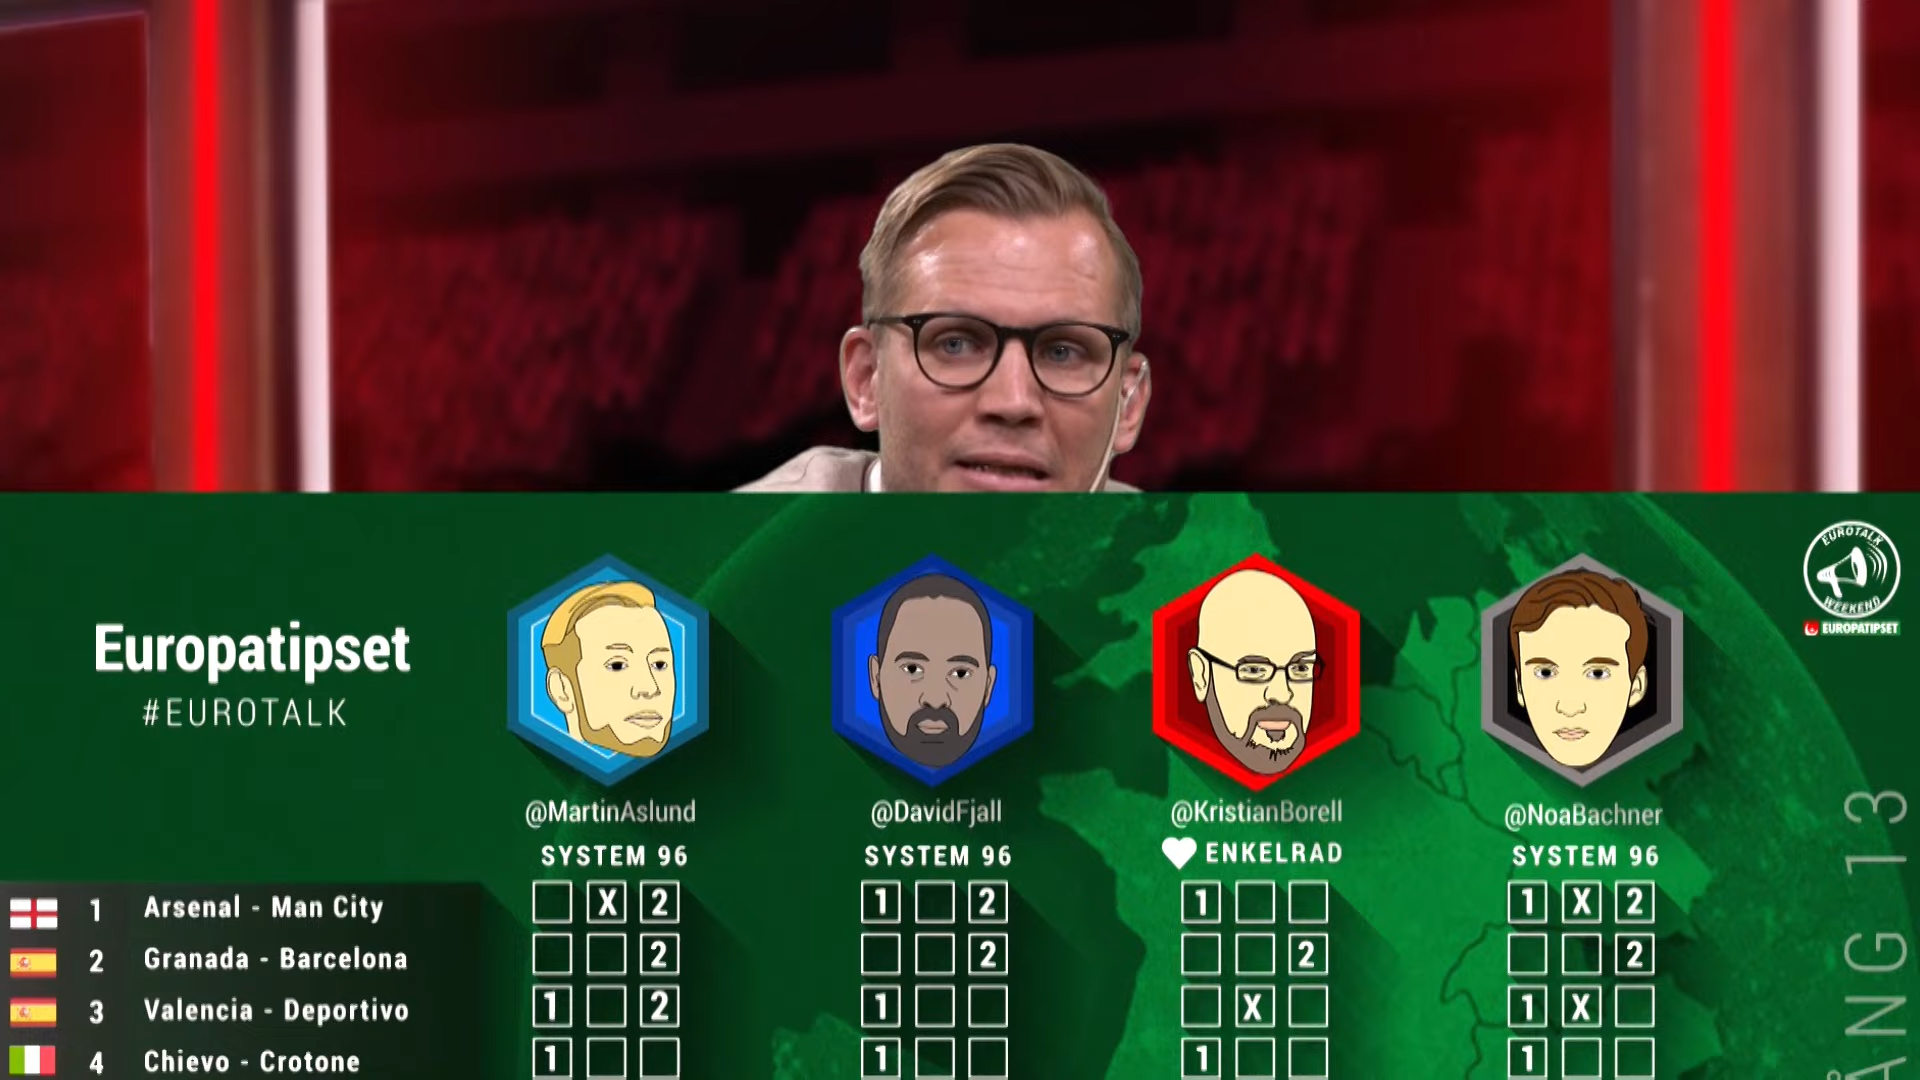 EUROTALK
WEEKEND
EUROPATIPSET
Europatipset
#EUROTALK
@MartinAslund
@DavidFjall
@KristianBorell
@NoaBachner
SYSTEM 96
SYSTEM 96
ENKELRAD
SYSTEM 96
1 Arsenal - Man City X 2 1 2 1 1 X 2
2 Granada - Barcelona 2 2 2 2
3 Valencia - Deportivo 1 2 1 X 1 X
4 Chievo - Crotone 1 1 1 1
ÅNG 13